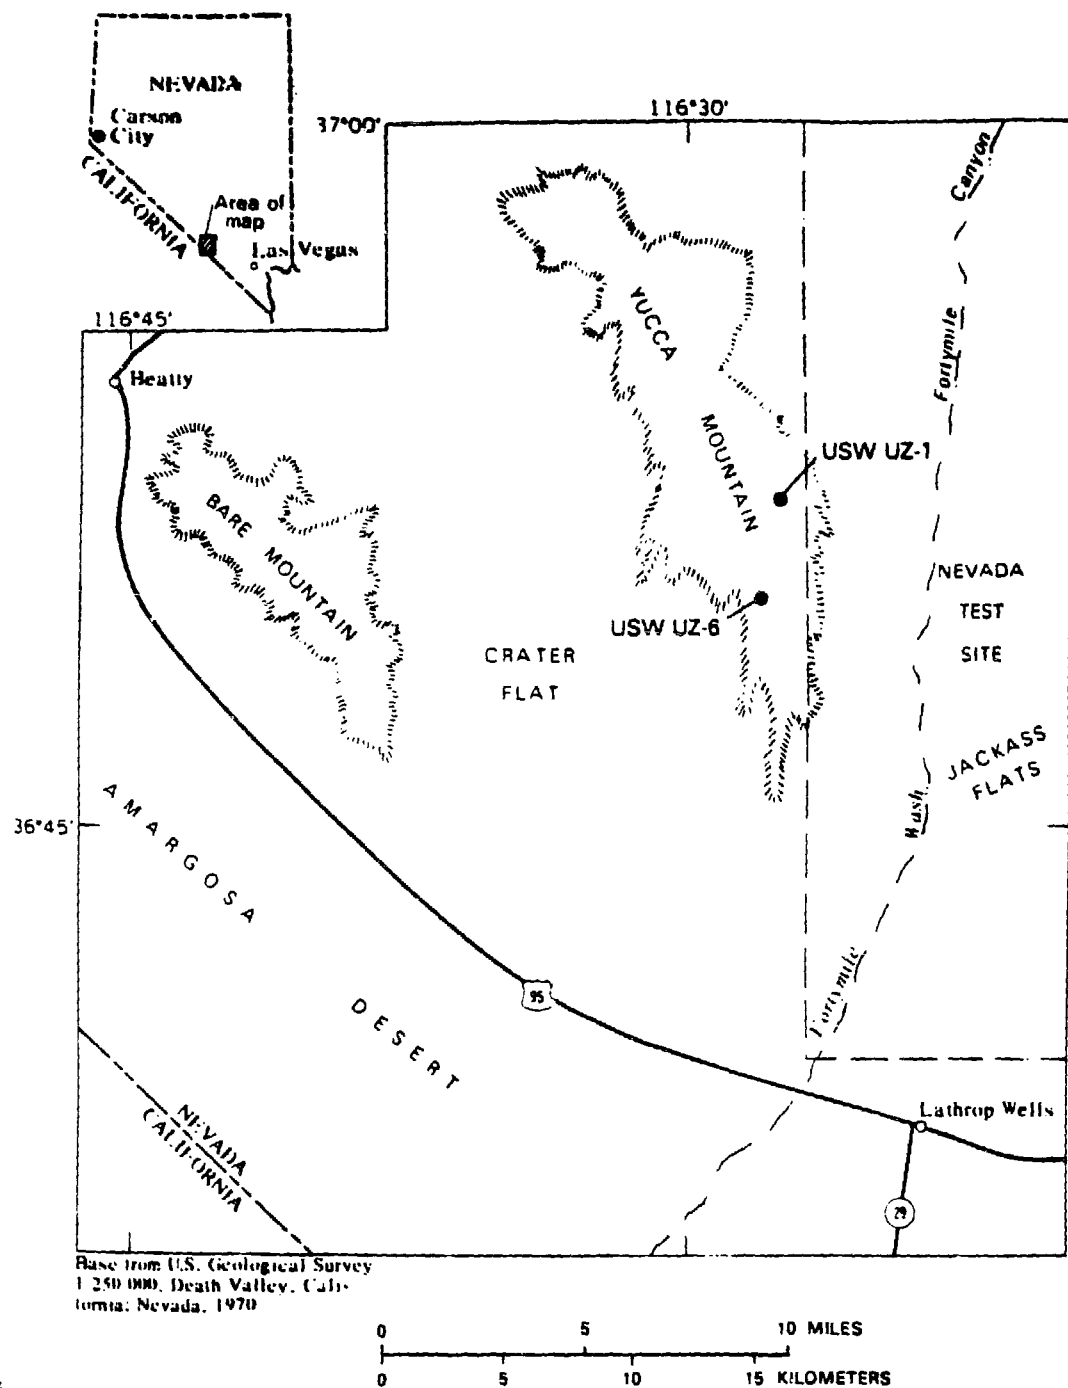 NEVADA
Carson
City
CALIFORNIA
Area of
map
Las Vegas
116°30'
37°00'
116°45'
Beatty
Canyon
Fortymile
YUCCA
MOUNTAIN
USW UZ-1
BARE MOUNTAIN
NEVADA
TEST
SITE
USW UZ-6
CRATER
FLAT
JACKASS
FLATS
Wash
36°45'
AMARGOSA
DESERT
95
Fortymile
Lathrop Wells
NEVADA
CALIFORNIA
29
Base from U.S. Geological Survey
1:250 000, Death Valley, Cali-
fornia; Nevada, 1970
0 5 10 MILES
0 5 10 15 KILOMETERS